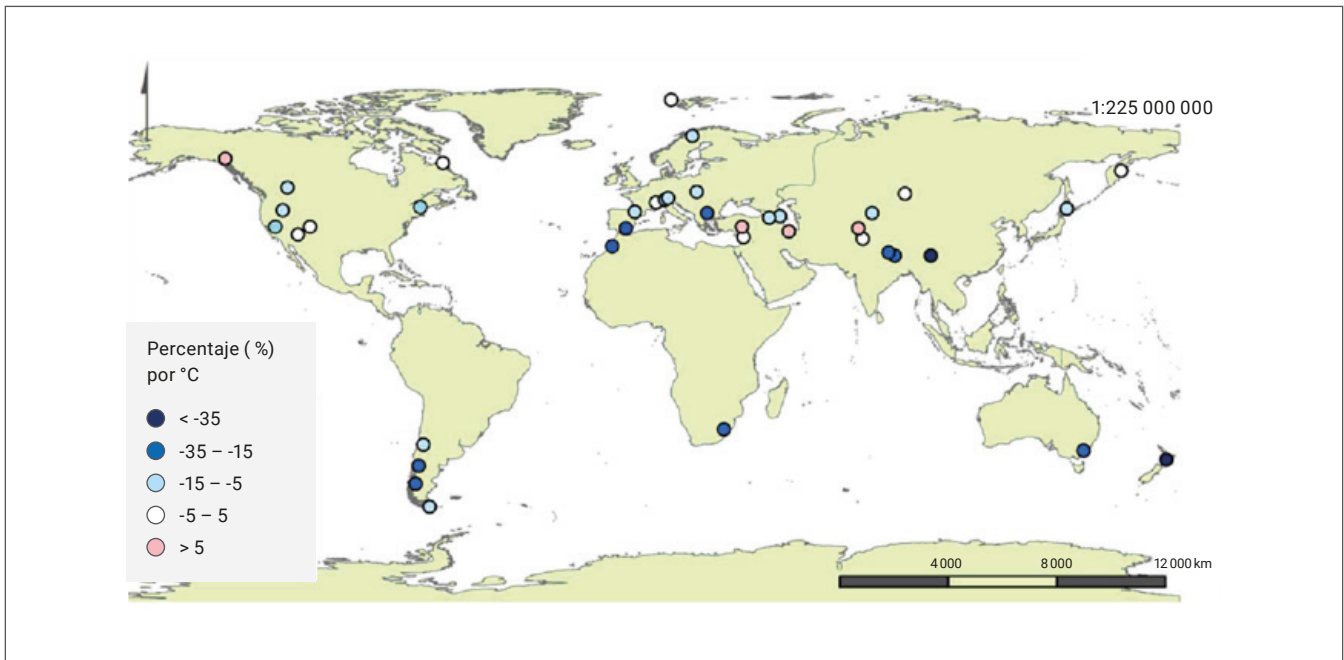 1:225 000 000
Percentaje ( %)
por °C
< -35
-35 – -15
-15 – -5
-5 – 5
> 5
0 4 000 8 000 12 000 km